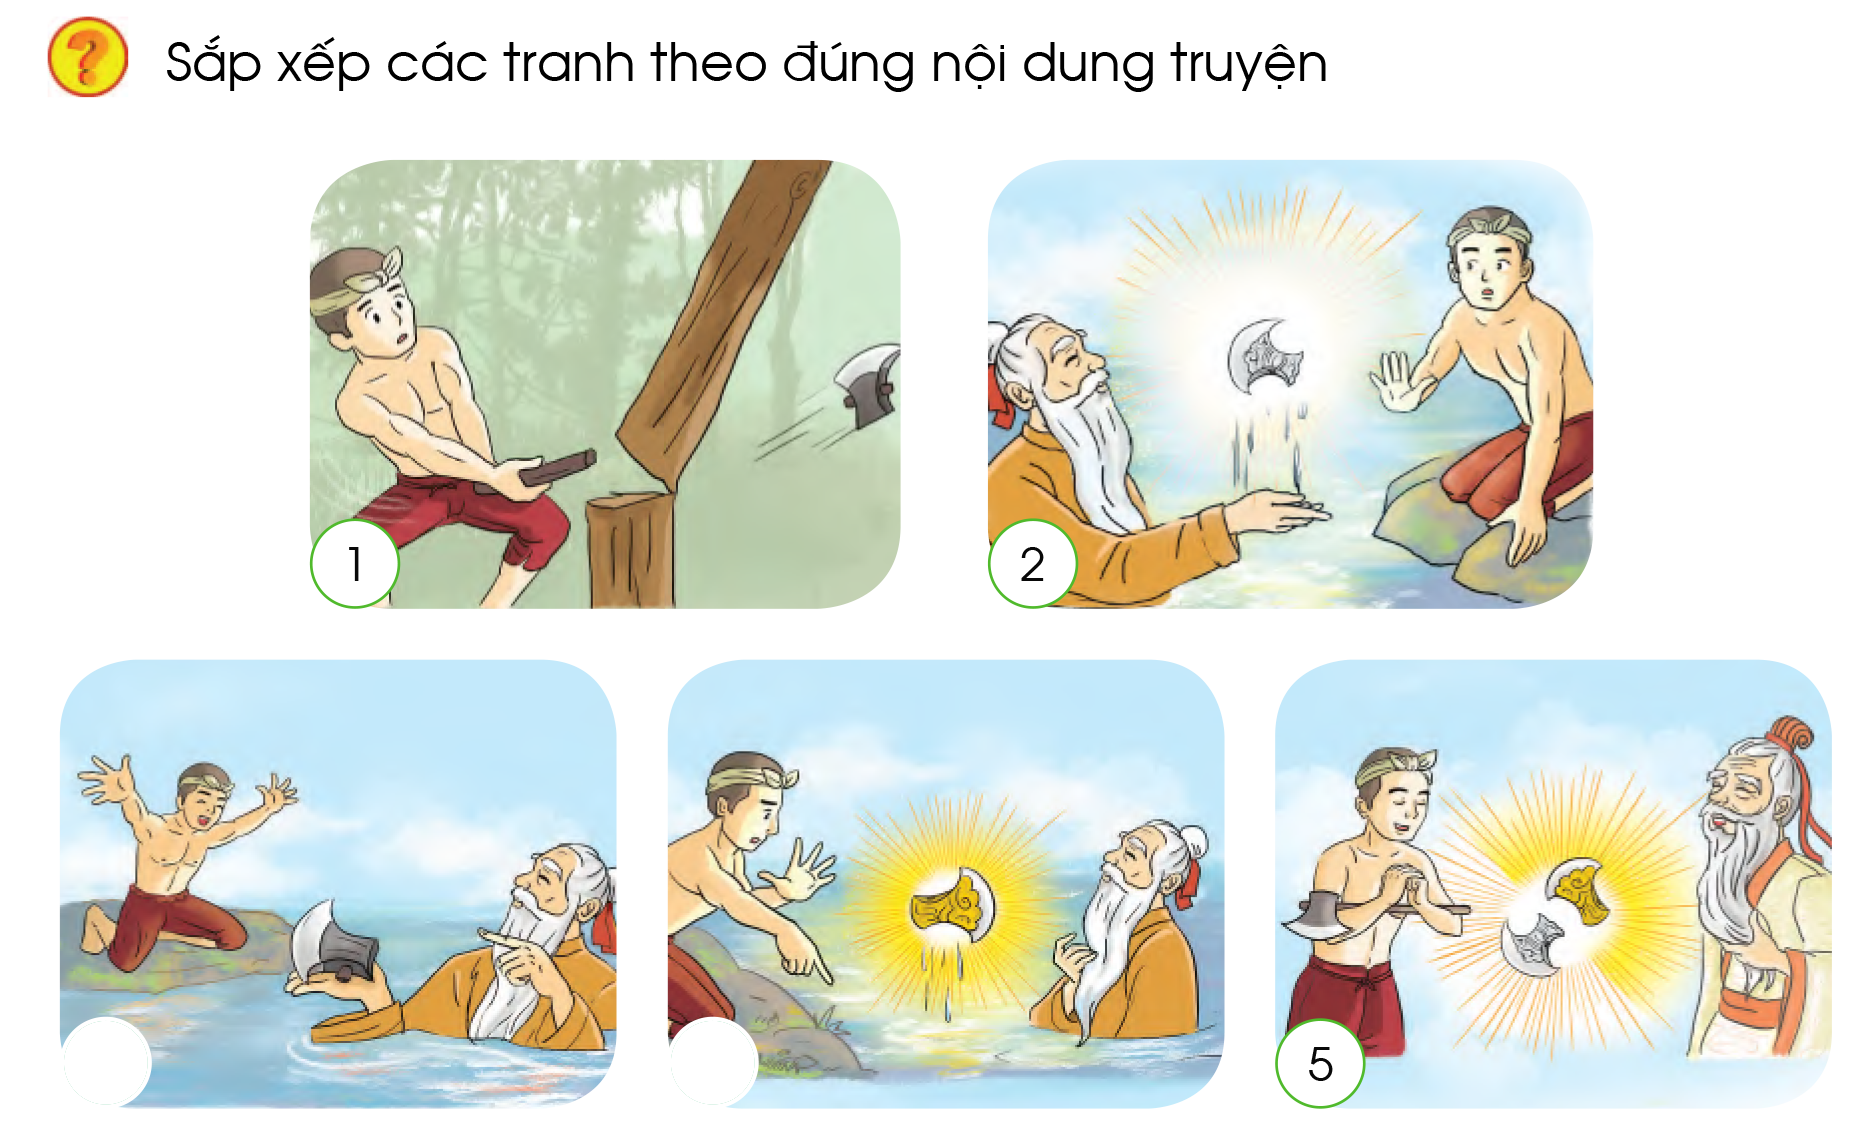 ?
Sắp xếp các tranh theo đúng nội dung truyện
1
2
5